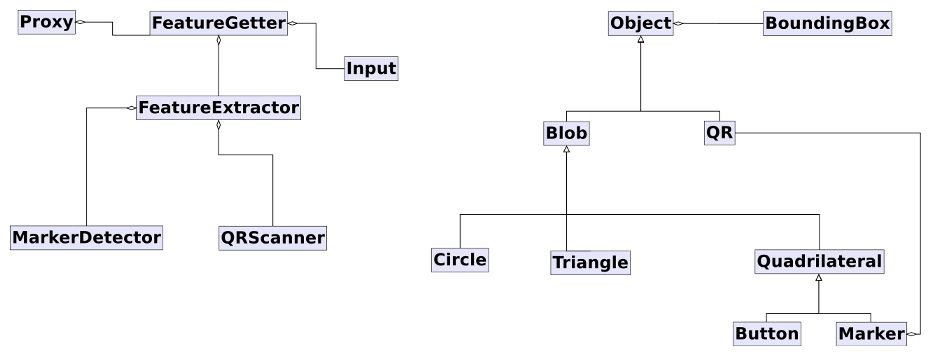 Proxy
FeatureGetter
Input
FeatureExtractor
MarkerDetector
QRScanner
Object
BoundingBox
Blob
QR
Circle
Triangle
Quadrilateral
Button
Marker